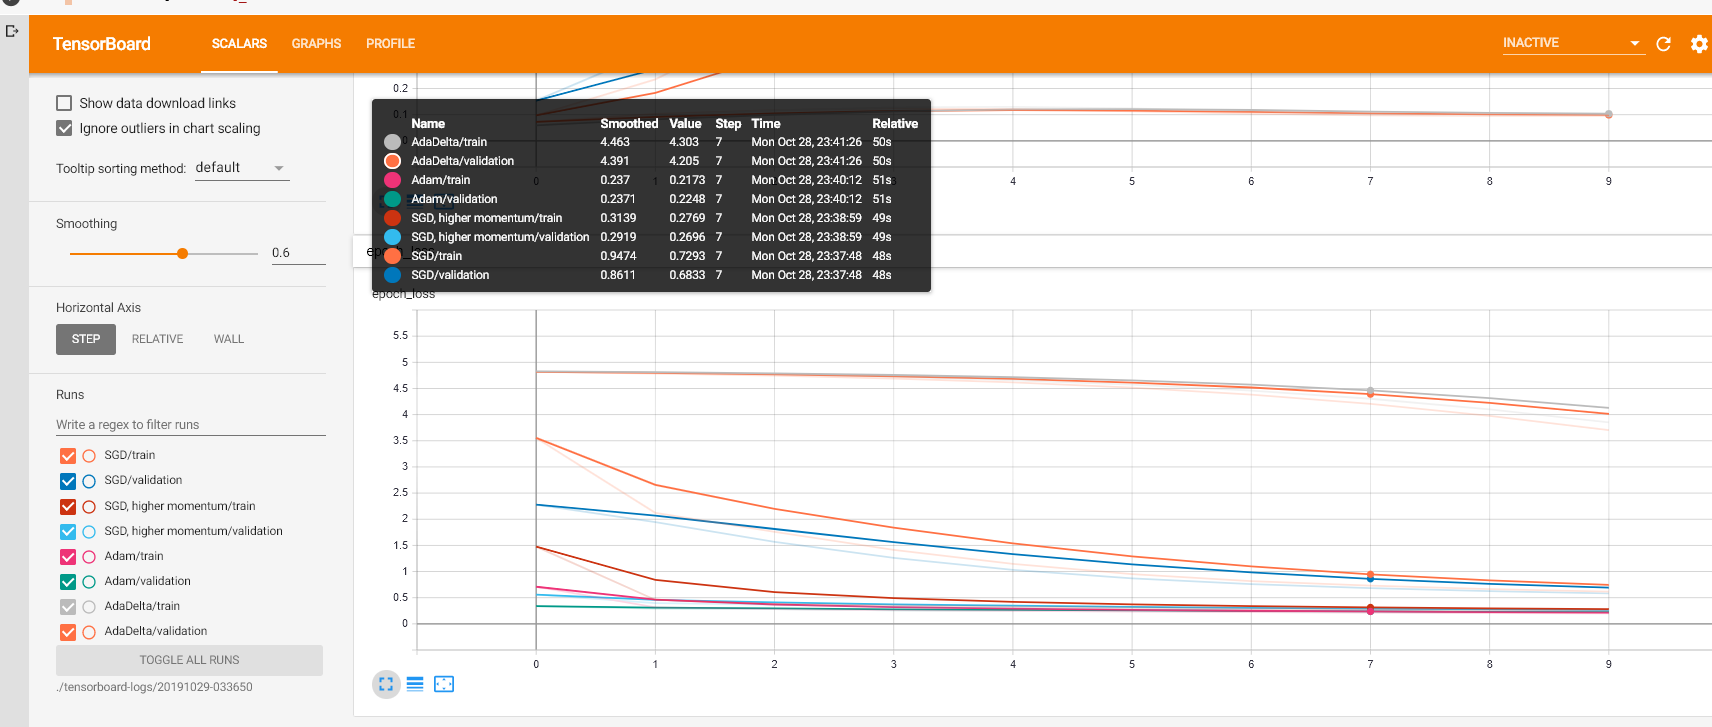 TensorBoard SCALARS GRAPHS PROFILE INACTIVE
Show data download links
Ignore outliers in chart scaling
Tooltip sorting method: default
Smoothing
0.6
Horizontal Axis
STEP RELATIVE WALL
Runs
Write a regex to filter runs
SGD/train
SGD/validation
SGD, higher momentum/train
SGD, higher momentum/validation
Adam/train
Adam/validation
AdaDelta/train
AdaDelta/validation
TOGGLE ALL RUNS
./tensorboard-logs/20191029-033650
0.2
0.1
0 1 4 5 6 7 8 9
Name Smoothed Value Step Time Relative
AdaDelta/train 4.463 4.303 7 Mon Oct 28, 23:41:26 50s
AdaDelta/validation 4.391 4.205 7 Mon Oct 28, 23:41:26 50s
Adam/train 0.237 0.2173 7 Mon Oct 28, 23:40:12 51s
Adam/validation 0.2371 0.2248 7 Mon Oct 28, 23:40:12 51s
SGD, higher momentum/train 0.3139 0.2769 7 Mon Oct 28, 23:38:59 49s
SGD, higher momentum/validation 0.2919 0.2696 7 Mon Oct 28, 23:38:59 49s
SGD/train 0.9474 0.7293 7 Mon Oct 28, 23:37:48 48s
SGD/validation 0.8611 0.6833 7 Mon Oct 28, 23:37:48 48s
epoch_loss
epoch_loss
5.5
5
4.5
4
3.5
3
2.5
2
1.5
1
0.5
0
0 1 2 3 4 5 6 7 8 9